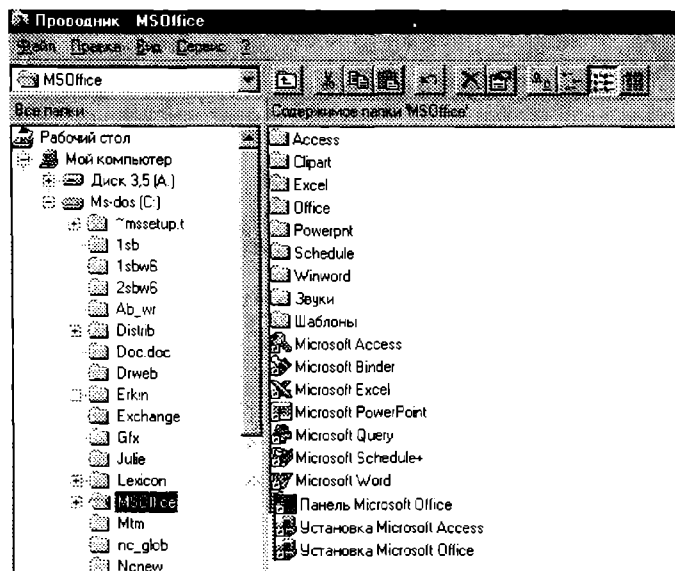 Проводник MSOffice
Файл Правка Вид Сервис ?
MSOffice
Все папки
Содержимое папки 'MSOffice'
Рабочий стол
Мой компьютер
Диск 3,5 (A:)
Ms-dos (C:)
~mssetup.t
1sb
1sbw6
2sbw6
Ab_wr
Distrib
Doc.doc
Drweb
Erkin
Exchange
Gfx
Julie
Lexicon
MSOffice
Mtm
nc_glob
Ncnew
Access
Clipart
Excel
Office
Powerpnt
Schedule
Winword
Звуки
Шаблоны
Microsoft Access
Microsoft Binder
Microsoft Excel
Microsoft PowerPoint
Microsoft Query
Microsoft Schedule+
Microsoft Word
Панель Microsoft Office
Установка Microsoft Access
Установка Microsoft Office